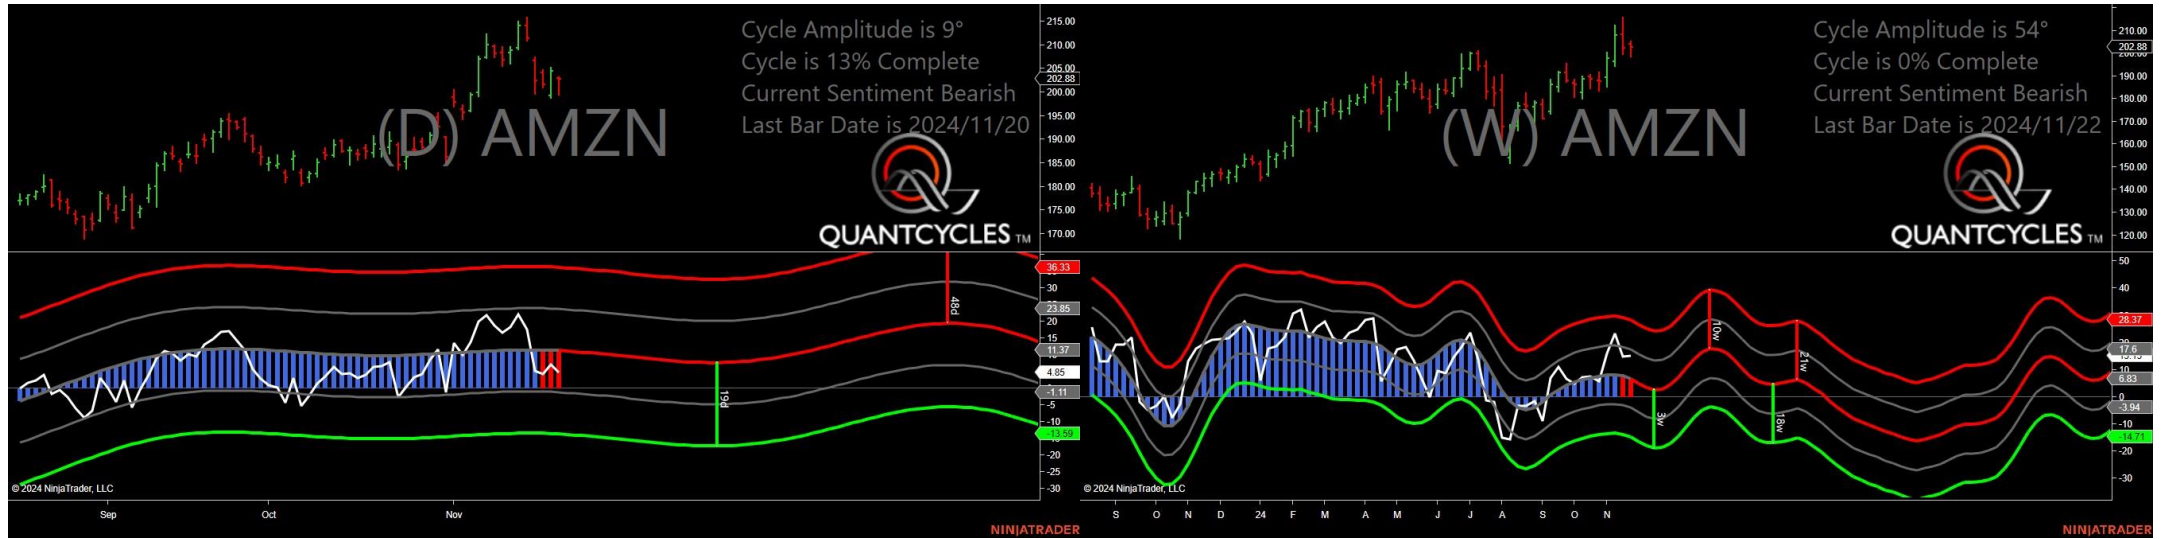 Cycle Amplitude is 9°
Cycle is 13% Complete
Current Sentiment Bearish
Last Bar Date is 2024/11/20
(D) AMZN
QUANTCYCLES TM
215.00
210.00
205.00
202.88
200.00
195.00
190.00
185.00
180.00
175.00
170.00
36.33
30
23.85
20
15
11.37
4.85
-1.11
-5
-10
-13.59
-20
-25
-30
48d
19d
© 2024 NinjaTrader, LLC
Sep
Oct
Nov
NINJATRADER
Cycle Amplitude is 54°
Cycle is 0% Complete
Current Sentiment Bearish
Last Bar Date is 2024/11/22
(W) AMZN
QUANTCYCLES TM
210.00
202.88
190.00
180.00
170.00
160.00
150.00
140.00
130.00
120.00
50
40
28.37
17.6
10
6.83
0
-3.94
-10
-14.71
-20
-30
10w
21w
3w
18w
© 2024 NinjaTrader, LLC
S O N D 24 F M A M J J A S O N
NINJATRADER